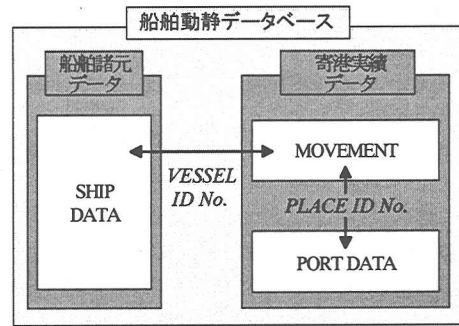 船舶動静データベース
船舶諸元
データ
寄港実績
データ
SHIP
DATA
VESSEL
ID No.
MOVEMENT
PLACE ID No.
PORT DATA